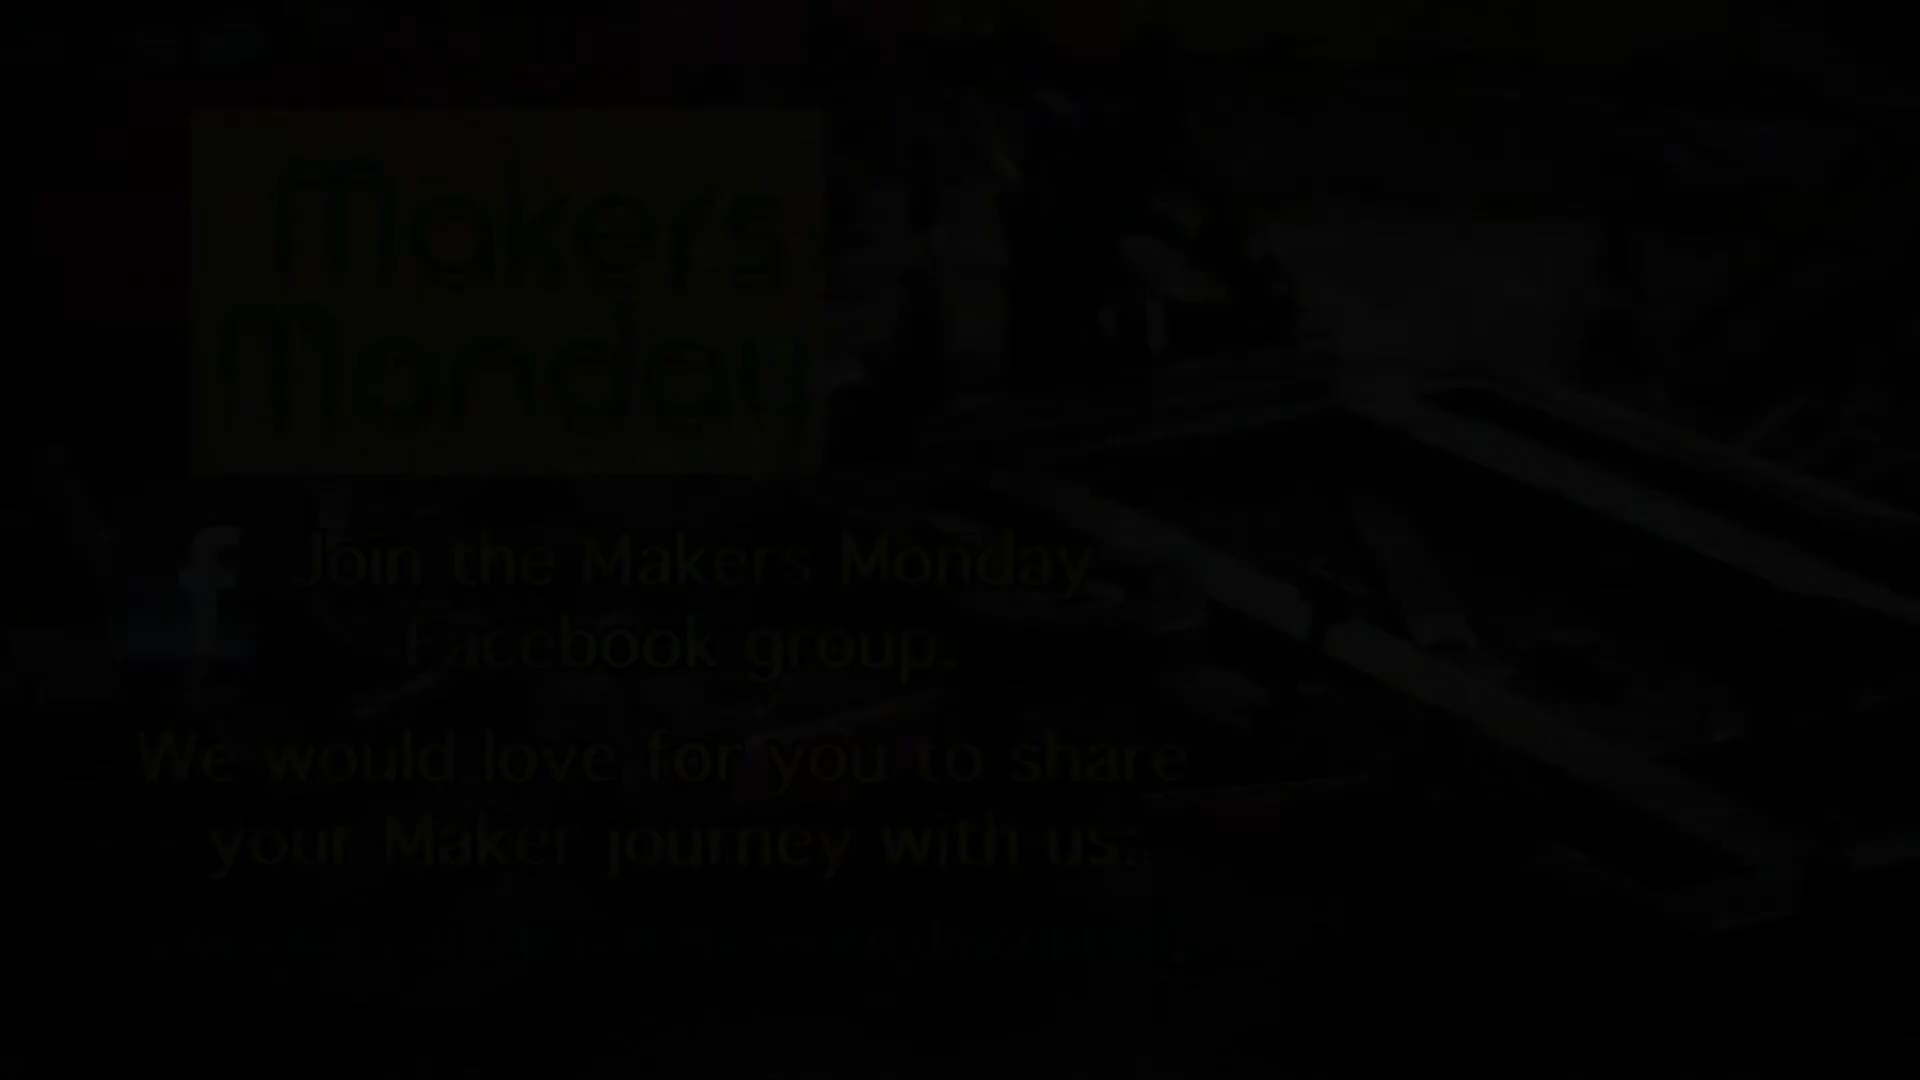 Makers
Monday
Join the Makers Monday
Facebook group.
We would love for you to share
your Maker journey with us: